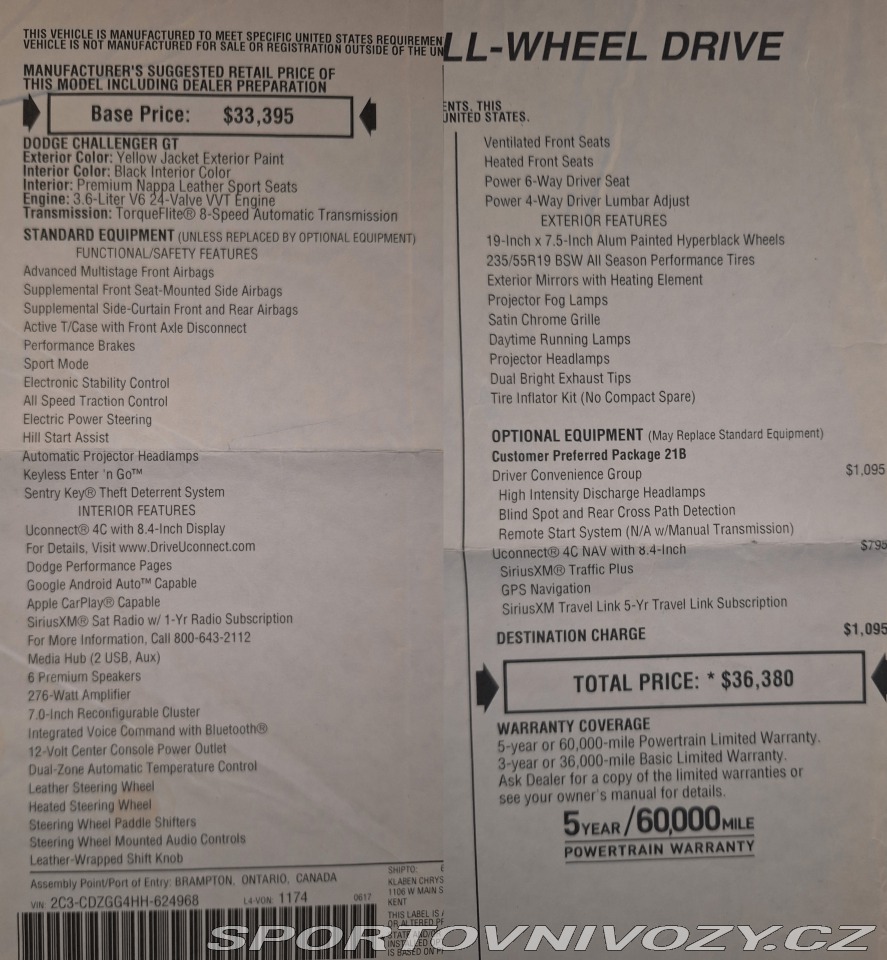 THIS VEHICLE IS MANUFACTURED TO MEET SPECIFIC UNITED STATES REQUIREMEN
VEHICLE IS NOT MANUFACTURED FOR SALE OR REGISTRATION OUTSIDE OF THE UN
MANUFACTURER'S SUGGESTED RETAIL PRICE OF
THIS MODEL INCLUDING DEALER PREPARATION
Base Price: $33,395
DODGE CHALLENGER GT
Exterior Color: Yellow Jacket Exterior Paint
Interior Color: Black Interior Color
Interior: Premium Nappa Leather Sport Seats
Engine: 3.6-Liter V6 24-Valve VVT Engine
Transmission: TorqueFlite® 8-Speed Automatic Transmission
STANDARD EQUIPMENT (UNLESS REPLACED BY OPTIONAL EQUIPMENT)
FUNCTIONAL/SAFETY FEATURES
Advanced Multistage Front Airbags
Supplemental Front Seat-Mounted Side Airbags
Supplemental Side-Curtain Front and Rear Airbags
Active T/Case with Front Axle Disconnect
Performance Brakes
Sport Mode
Electronic Stability Control
All Speed Traction Control
Electric Power Steering
Hill Start Assist
Automatic Projector Headlamps
Keyless Enter 'n Go™
Sentry Key® Theft Deterrent System
INTERIOR FEATURES
Uconnect® 4C with 8.4-Inch Display
For Details, Visit www.DriveUconnect.com
Dodge Performance Pages
Google Android Auto™ Capable
Apple CarPlay® Capable
SiriusXM® Sat Radio w/ 1-Yr Radio Subscription
For More Information, Call 800-643-2112
Media Hub (2 USB, Aux)
6 Premium Speakers
276-Watt Amplifier
7.0-Inch Reconfigurable Cluster
Integrated Voice Command with Bluetooth®
12-Volt Center Console Power Outlet
Dual-Zone Automatic Temperature Control
Leather Steering Wheel
Heated Steering Wheel
Steering Wheel Paddle Shifters
Steering Wheel Mounted Audio Controls
Leather-Wrapped Shift Knob
Assembly Point/Port of Entry: BRAMPTON, ONTARIO, CANADA
VIN: 2C3-CDZGG4HH-624968 L4-VON: 1174 0617
SHIPTO:
KLABEN CHRYS
1106 W MAIN S
KENT
THIS LABEL IS
OR ALTERED PR
STATE AND/O
INSTALLED OP
IS BASED ON
LL-WHEEL DRIVE
ENTS. THIS
UNITED STATES.
Ventilated Front Seats
Heated Front Seats
Power 6-Way Driver Seat
Power 4-Way Driver Lumbar Adjust
EXTERIOR FEATURES
19-Inch x 7.5-Inch Alum Painted Hyperblack Wheels
235/55R19 BSW All Season Performance Tires
Exterior Mirrors with Heating Element
Projector Fog Lamps
Satin Chrome Grille
Daytime Running Lamps
Projector Headlamps
Dual Bright Exhaust Tips
Tire Inflator Kit (No Compact Spare)
OPTIONAL EQUIPMENT (May Replace Standard Equipment)
Customer Preferred Package 21B
Driver Convenience Group $1,095
High Intensity Discharge Headlamps
Blind Spot and Rear Cross Path Detection
Remote Start System (N/A w/Manual Transmission)
Uconnect® 4C NAV with 8.4-Inch $795
SiriusXM® Traffic Plus
GPS Navigation
SiriusXM Travel Link 5-Yr Travel Link Subscription
DESTINATION CHARGE $1,095
TOTAL PRICE: * $36,380
WARRANTY COVERAGE
5-year or 60,000-mile Powertrain Limited Warranty.
3-year or 36,000-mile Basic Limited Warranty.
Ask Dealer for a copy of the limited warranties or
see your owner's manual for details.
5YEAR/60,000MILE
POWERTRAIN WARRANTY
SPORTOVNIVOZY.CZ